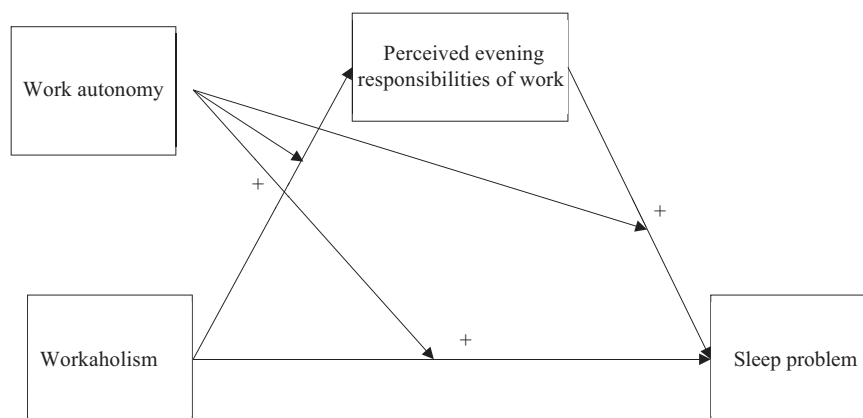 Perceived evening
responsibilities of work
Work autonomy
+
+
+
Workaholism
Sleep problem